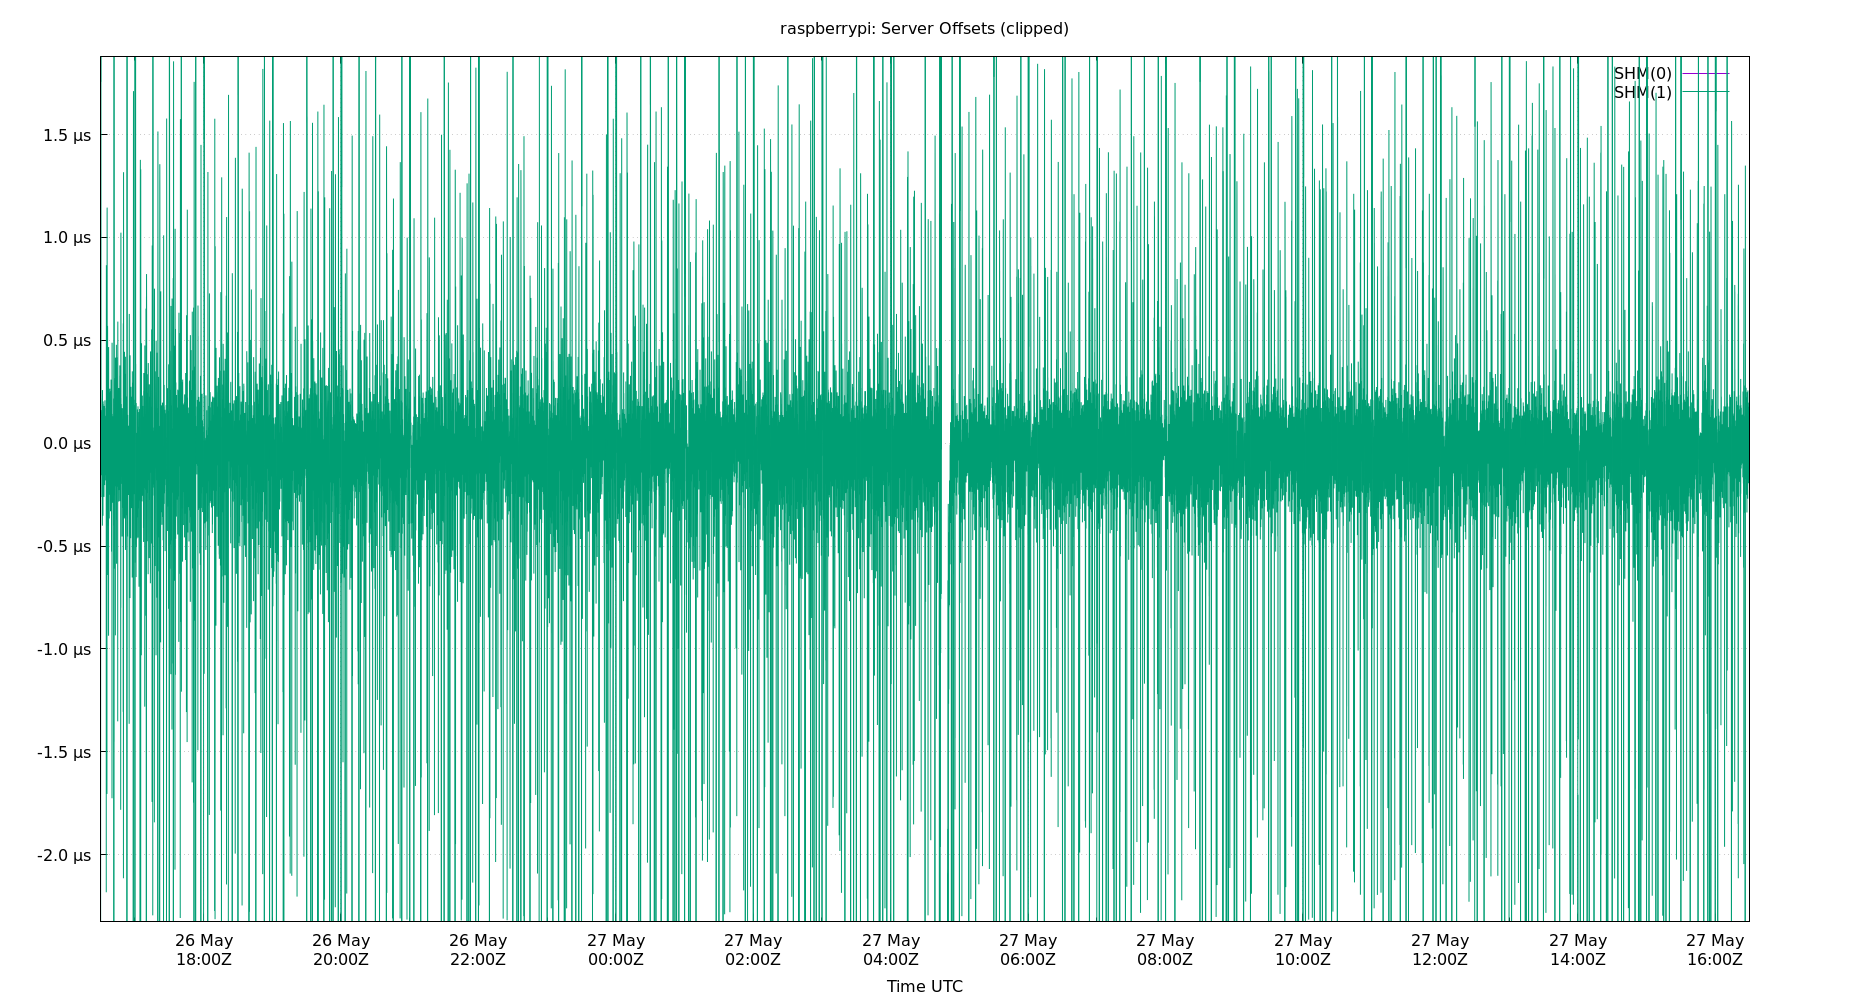 raspberrypi: Server Offsets (clipped)
SHM(0)
SHM(1)
1.5 µs
1.0 µs
0.5 µs
0.0 µs
-0.5 µs
-1.0 µs
-1.5 µs
-2.0 µs
26 May 26 May 26 May 27 May 27 May 27 May 27 May 27 May 27 May 27 May 27 May 27 May
18:00Z 20:00Z 22:00Z 00:00Z 02:00Z 04:00Z 06:00Z 08:00Z 10:00Z 12:00Z 14:00Z 16:00Z
Time UTC